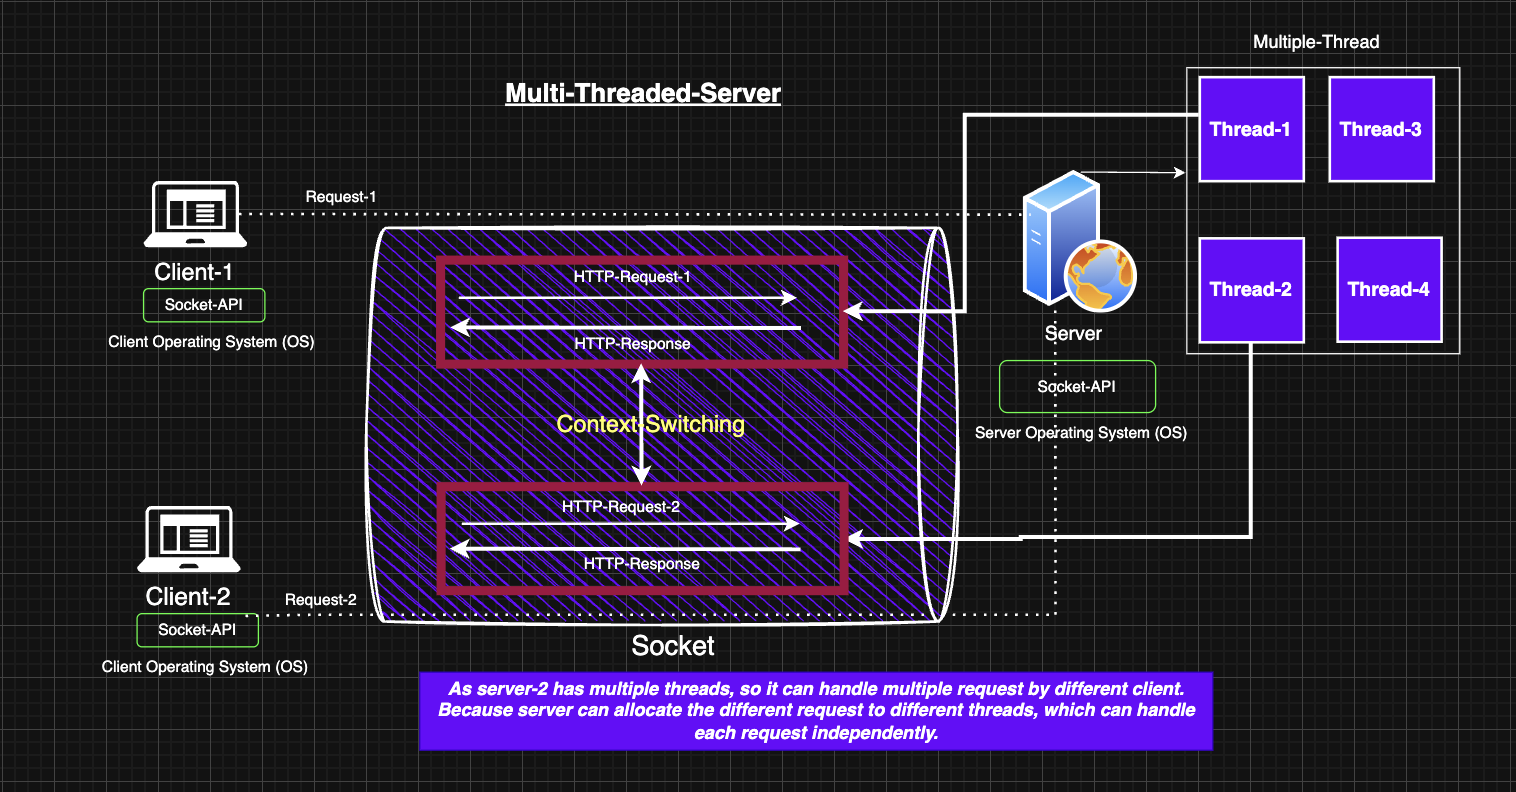 Multiple-Thread
Multi-Threaded-Server
Thread-1
Thread-3
Request-1
Client-1
Socket-API
Client Operating System (OS)
HTTP-Request-1
HTTP-Response
Thread-2
Thread-4
Server
Socket-API
Server Operating System (OS)
Context-Switching
HTTP-Request-2
HTTP-Response
Client-2
Request-2
Socket-API
Client Operating System (OS)
Socket
As server-2 has multiple threads, so it can handle multiple request by different client.
Because server can allocate the different request to different threads, which can handle
each request independently.